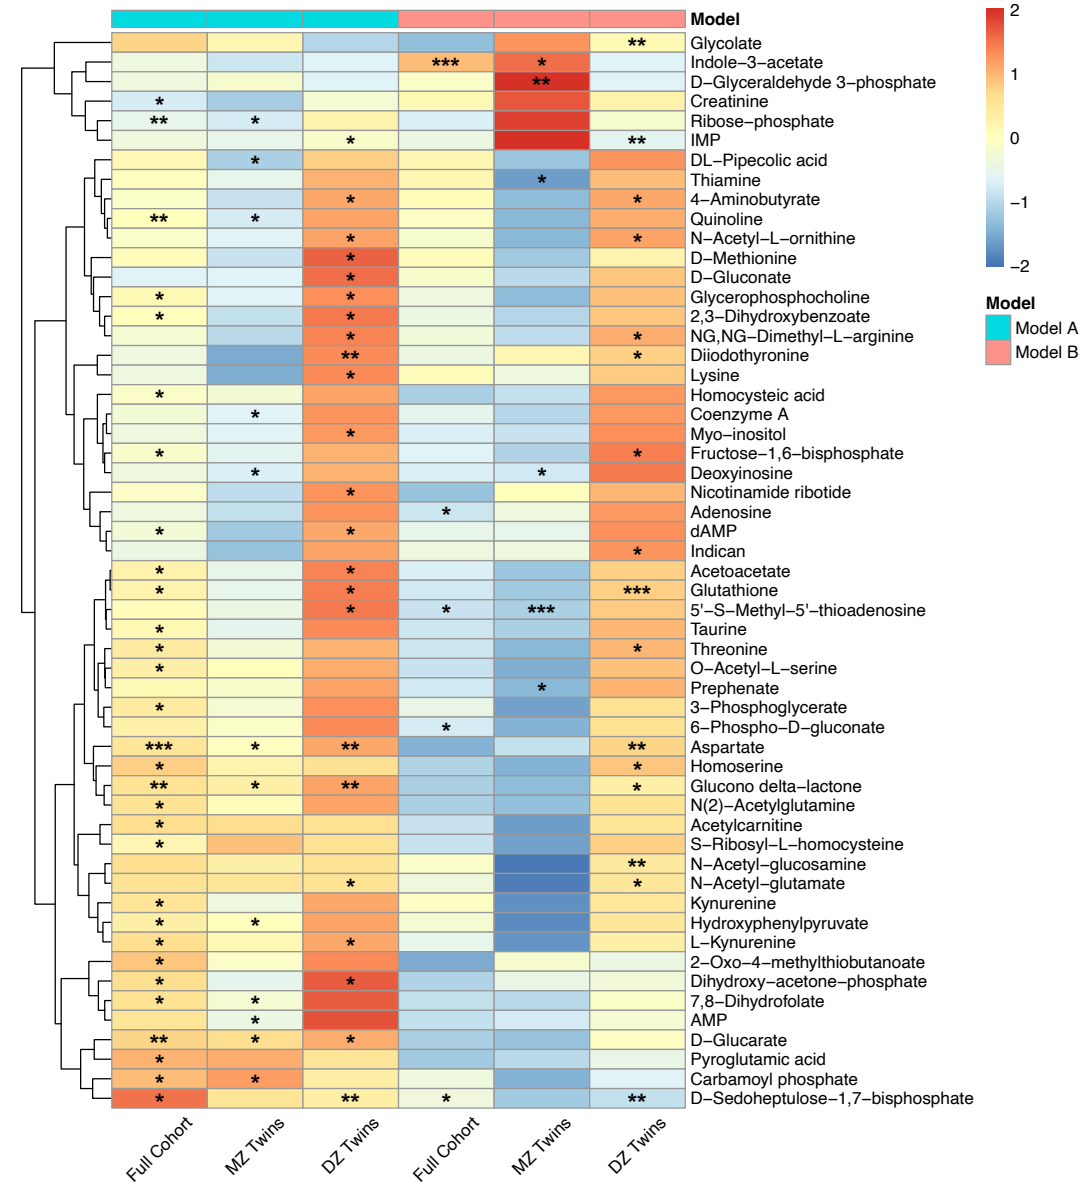 Model
Glycolate **
Indole−3−acetate *** *
D−Glyceraldehyde 3−phosphate **
Creatinine *
Ribose−phosphate ** *
IMP * **
DL−Pipecolic acid *
Thiamine *
4−Aminobutyrate * *
Quinoline ** *
N−Acetyl−L−ornithine * *
D−Methionine *
D−Gluconate *
Glycerophosphocholine * *
2,3−Dihydroxybenzoate * *
NG,NG−Dimethyl−L−arginine * *
Diiodothyronine ** *
Lysine *
Homocysteic acid *
Coenzyme A *
Myo−inositol *
Fructose−1,6−bisphosphate * *
Deoxyinosine * *
Nicotinamide ribotide *
Adenosine *
dAMP * *
Indican *
Acetoacetate * *
Glutathione * * ***
5'−S−Methyl−5'−thioadenosine * * ***
Taurine *
Threonine * *
O−Acetyl−L−serine *
Prephenate *
3−Phosphoglycerate *
6−Phospho−D−gluconate *
Aspartate *** * ** **
Homoserine * *
Glucono delta−lactone ** * ** *
N(2)−Acetylglutamine *
Acetylcarnitine *
S−Ribosyl−L−homocysteine *
N−Acetyl−glucosamine **
N−Acetyl−glutamate * *
Kynurenine *
Hydroxyphenylpyruvate * *
L−Kynurenine * *
2−Oxo−4−methylthiobutanoate *
Dihydroxy−acetone−phosphate * *
7,8−Dihydrofolate * *
AMP *
D−Glucarate ** * *
Pyroglutamic acid *
Carbamoyl phosphate * *
D−Sedoheptulose−1,7−bisphosphate * ** * **
Full Cohort
MZ Twins
DZ Twins
Full Cohort
MZ Twins
DZ Twins
2
1
0
−1
−2
Model
Model A
Model B